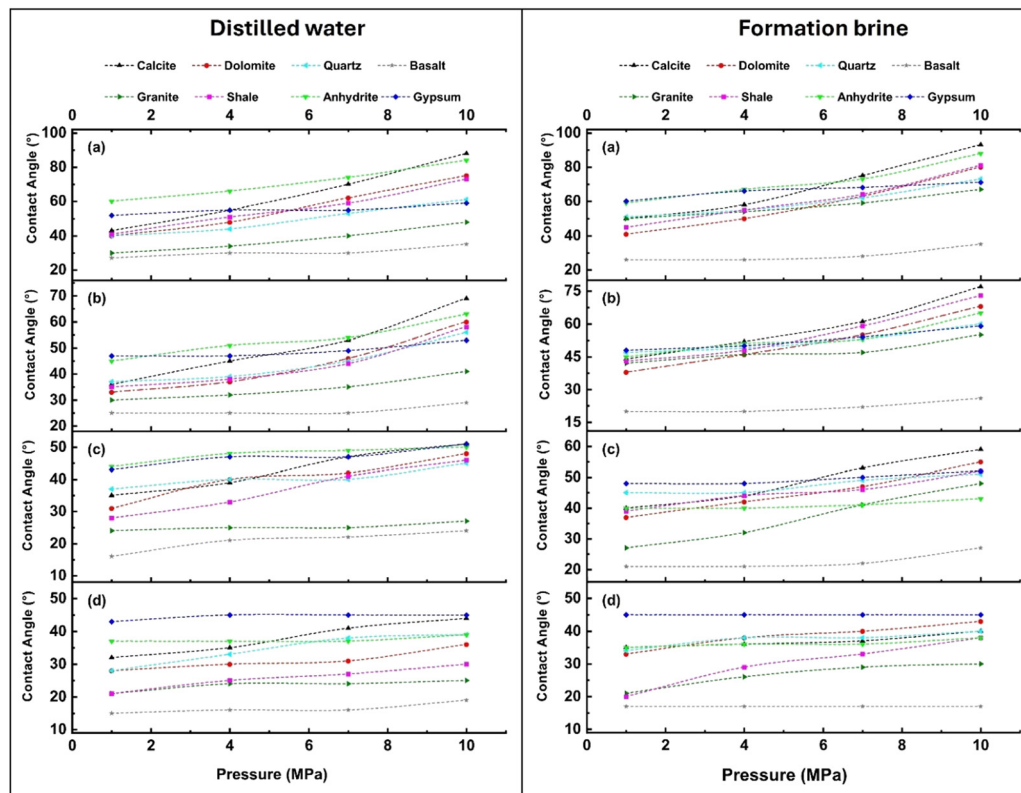 Distilled water
Calcite Dolomite Quartz Basalt
Granite Shale Anhydrite Gypsum
0 2 4 6 8 10
(a)
Contact Angle (°)
100
80
60
40
20
(b)
Contact Angle (°)
70
60
50
40
30
20
(c)
Contact Angle (°)
50
40
30
20
10
(d)
Contact Angle (°)
50
40
30
20
10
0 2 4 6 8 10
Pressure (MPa)
Formation brine
Calcite Dolomite Quartz Basalt
Granite Shale Anhydrite Gypsum
0 2 4 6 8 10
(a)
Contact Angle (°)
100
80
60
40
20
(b)
Contact Angle (°)
75
60
45
30
15
(c)
Contact Angle (°)
60
50
40
30
20
(d)
Contact Angle (°)
50
40
30
20
10
0 2 4 6 8 10
Pressure (MPa)